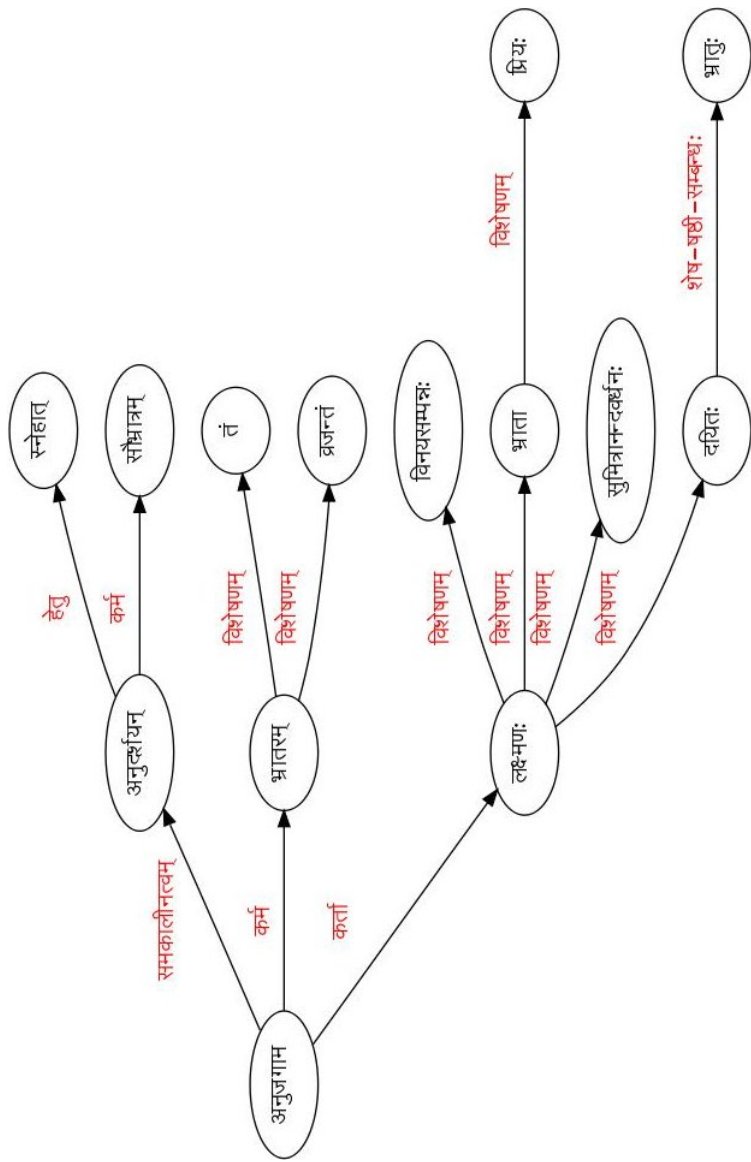 अनुजगाम
समकालीनत्वम्
कर्म
कर्ता
अनुदर्शयन्
भ्रातरम्
लक्ष्मणः
हेतु
कर्म
विशेषणम्
विशेषणम्
विशेषणम्
विशेषणम्
विशेषणम्
विशेषणम्
स्नेहात्
सौभ्रात्रम्
तं
व्रजन्तं
विनयसम्पन्नः
भ्राता
सुमित्रानन्दवर्धनः
दयितः
विशेषणम्
शेष-षष्ठी-सम्बन्धः
प्रियः
भ्रातुः